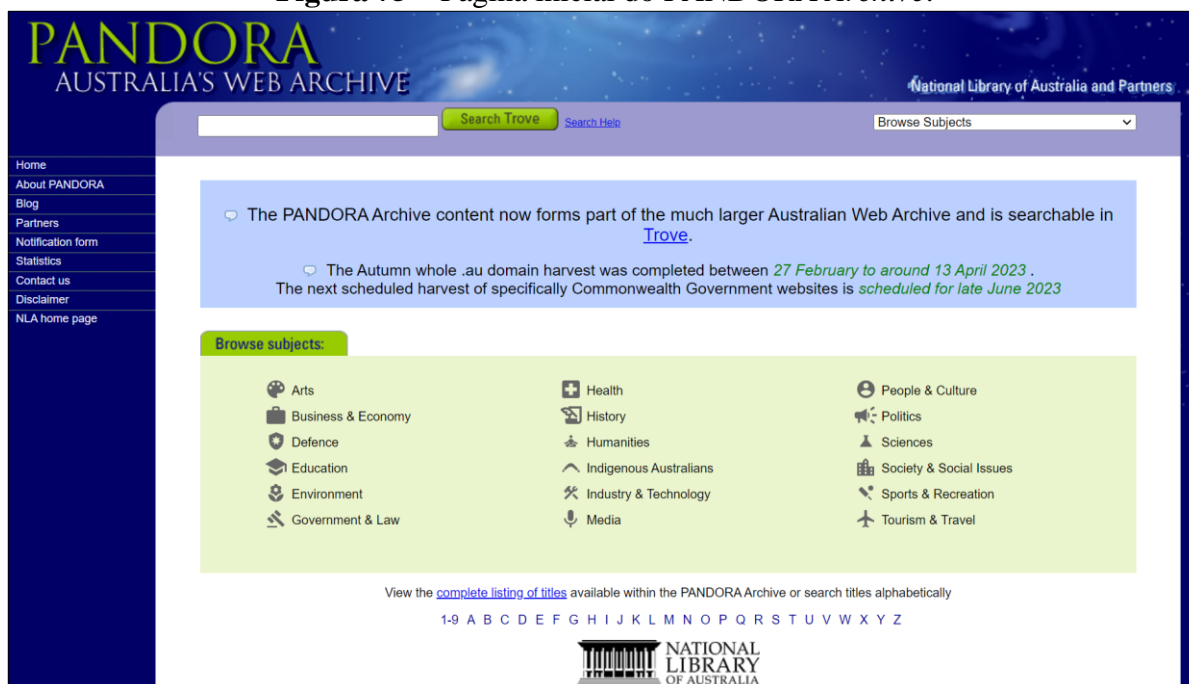 PANDORA
AUSTRALIA'S WEB ARCHIVE
National Library of Australia and Partners
Search Trove
Search Help
Browse Subjects
Home
About PANDORA
Blog
Partners
Notification form
Statistics
Contact us
Disclaimer
NLA home page
The PANDORA Archive content now forms part of the much larger Australian Web Archive and is searchable in
Trove.
The Autumn whole .au domain harvest was completed between 27 February to around 13 April 2023 .
The next scheduled harvest of specifically Commonwealth Government websites is scheduled for late June 2023
Browse subjects:
Arts
Business & Economy
Defence
Education
Environment
Government & Law
Health
History
Humanities
Indigenous Australians
Industry & Technology
Media
People & Culture
Politics
Sciences
Society & Social Issues
Sports & Recreation
Tourism & Travel
View the complete listing of titles available within the PANDORA Archive or search titles alphabetically
1-9 A B C D E F G H I J K L M N O P Q R S T U V W X Y Z
NATIONAL
LIBRARY
OF AUSTRALIA